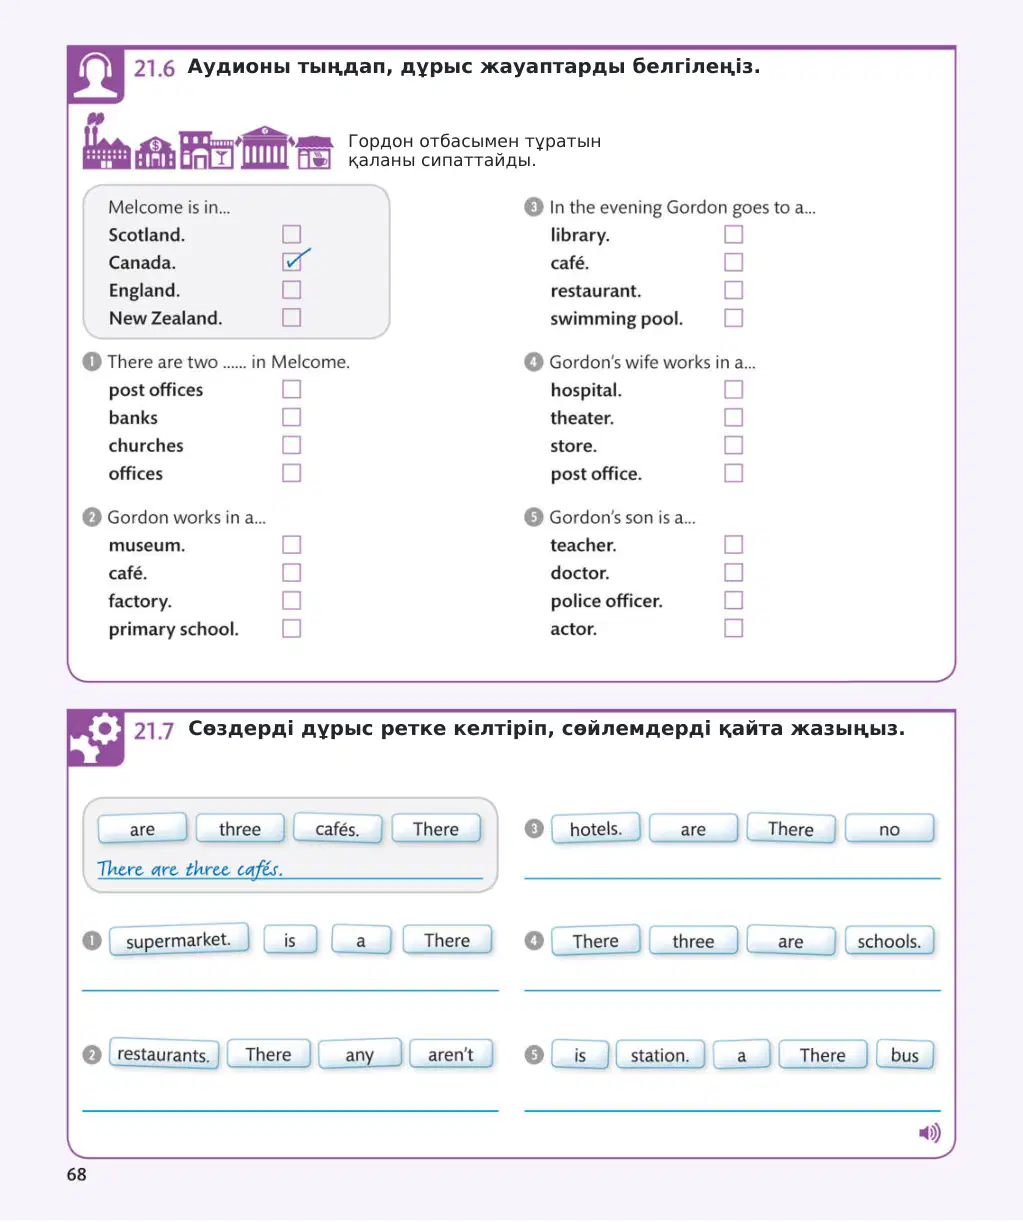 21.6 Аудионы тыңдап, дұрыс жауаптарды белгілеңіз.
Гордон отбасымен тұратын
қаланы сипаттайды.
Melcome is in...
Scotland.
Canada.
England.
New Zealand.
1 There are two ...... in Melcome.
post offices
banks
churches
offices
2 Gordon works in a...
museum.
café.
factory.
primary school.
3 In the evening Gordon goes to a...
library.
café.
restaurant.
swimming pool.
4 Gordon's wife works in a...
hospital.
theater.
store.
post office.
5 Gordon's son is a...
teacher.
doctor.
police officer.
actor.
21.7 Сөздерді дұрыс ретке келтіріп, сөйлемдерді қайта жазыңыз.
are three cafés. There
There are three cafés.
1 supermarket. is a There
2 restaurants. There any aren't
3 hotels. are There no
4 There three are schools.
5 is station. a There bus
68